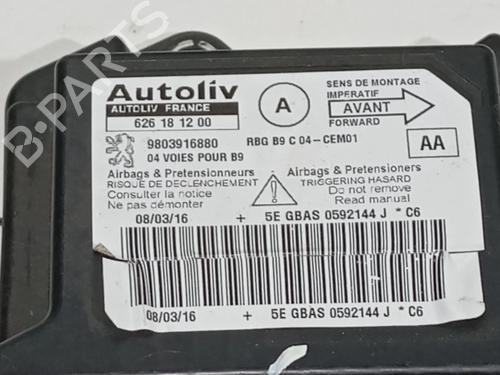 B-PARTS
Autoliv
AUTOLIV FRANCE
626 18 12 00
A
SENS DE MONTAGE
IMPERATIF
AVANT
FORWARD
9803916880
RBG B9 C 04-CEM01
04 VOIES POUR B9
AA
Airbags & Pretensionneurs
RISQUE DE DECLENCHEMENT
Consulter la notice
Ne pas démonter
Airbags & Pretensioners
TRIGGERING HASARD
Do not remove
Read manual
08/03/16 + 5E GBAS 0592144 J * C6
08/03/16 + 5E GBAS 0592144 J * C6